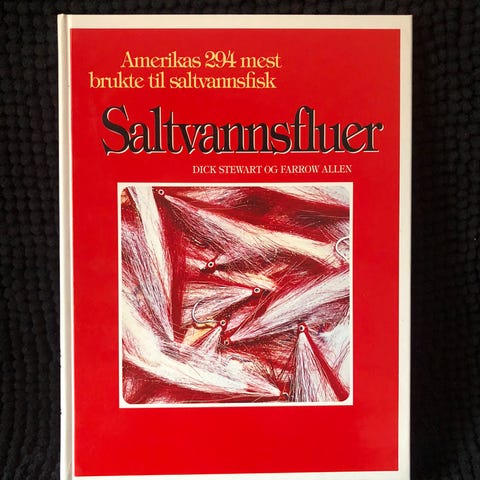 Amerikas 294 mest
brukte til saltvannsfisk
Saltvannsfluer
DICK STEWART OG FARROW ALLEN